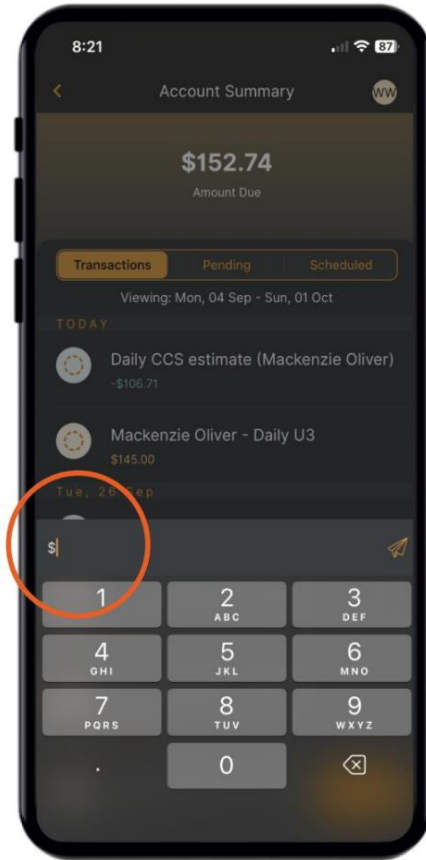 8:21
87
Account Summary
WW
$152.74
Amount Due
Transactions
Pending
Scheduled
Viewing: Mon, 04 Sep - Sun, 01 Oct
TODAY
Daily CCS estimate (Mackenzie Oliver)
-$106.71
Mackenzie Oliver - Daily U3
$145.00
Tue, 26 Sep
$
1
2
ABC
3
DEF
4
GHI
5
JKL
6
MNO
7
PQRS
8
TUV
9
WXYZ
.
0